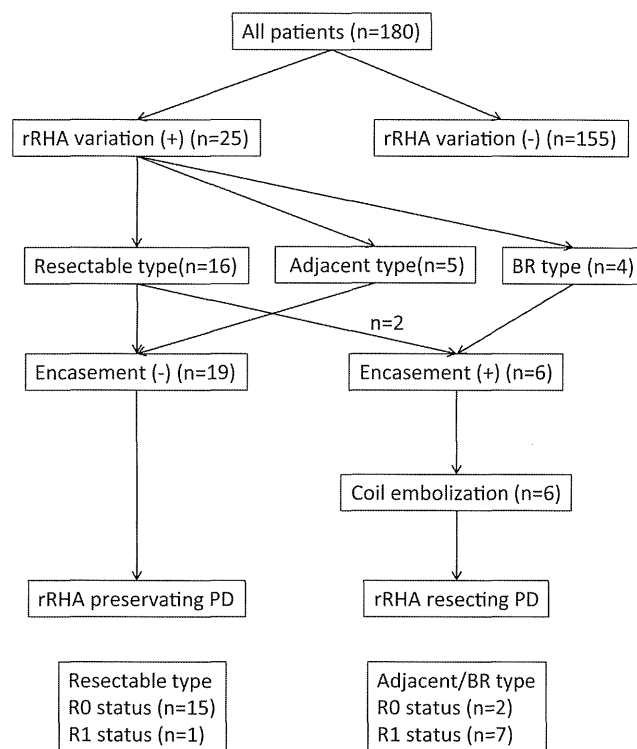 All patients (n=180)
rRHA variation (+) (n=25)
rRHA variation (-) (n=155)
Resectable type(n=16)
Adjacent type(n=5)
BR type (n=4)
n=2
Encasement (-) (n=19)
Encasement (+) (n=6)
Coil embolization (n=6)
rRHA preservating PD
rRHA resecting PD
Resectable type
R0 status (n=15)
R1 status (n=1)
Adjacent/BR type
R0 status (n=2)
R1 status (n=7)